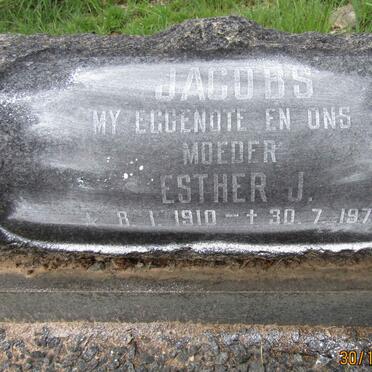 JACOBS
MY EGGENOTE EN ONS
MOEDER
ESTHER J.
* 8.1.1910 – + 30.7.197
30/1